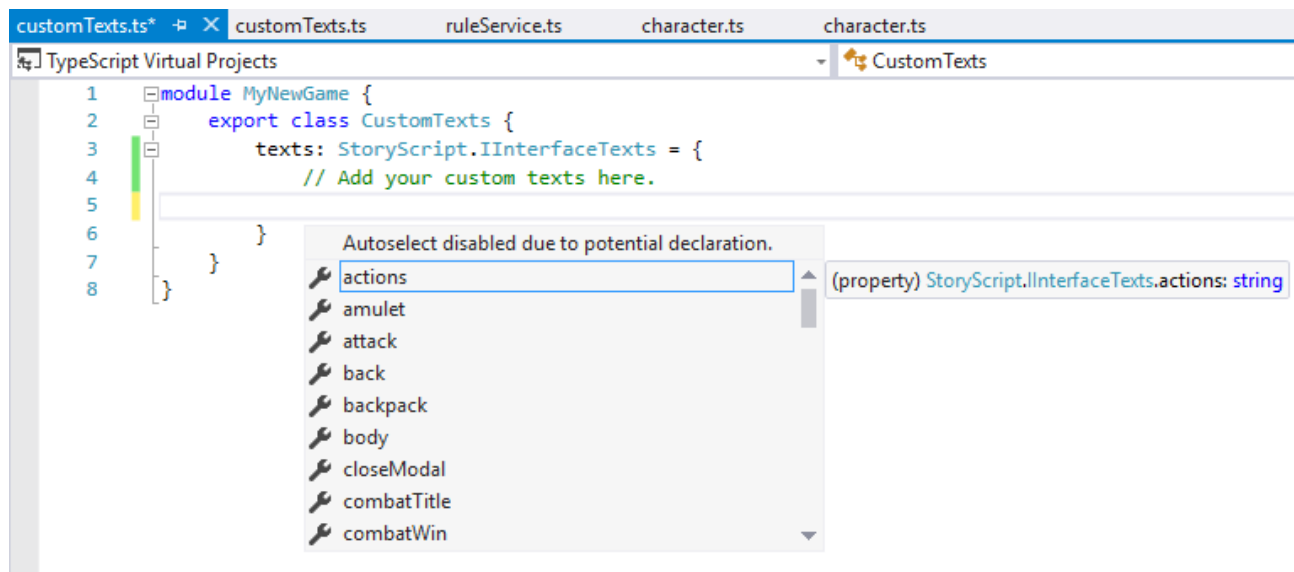 customTexts.ts* customTexts.ts ruleService.ts character.ts character.ts
TypeScript Virtual Projects CustomTexts
1 module MyNewGame {
2 export class CustomTexts {
3 texts: StoryScript.IInterfaceTexts = {
4 // Add your custom texts here.
5
6 }
7 }
8 }
Autoselect disabled due to potential declaration.
actions
(property) StoryScript.IInterfaceTexts.actions: string
amulet
attack
back
backpack
body
closeModal
combatTitle
combatWin